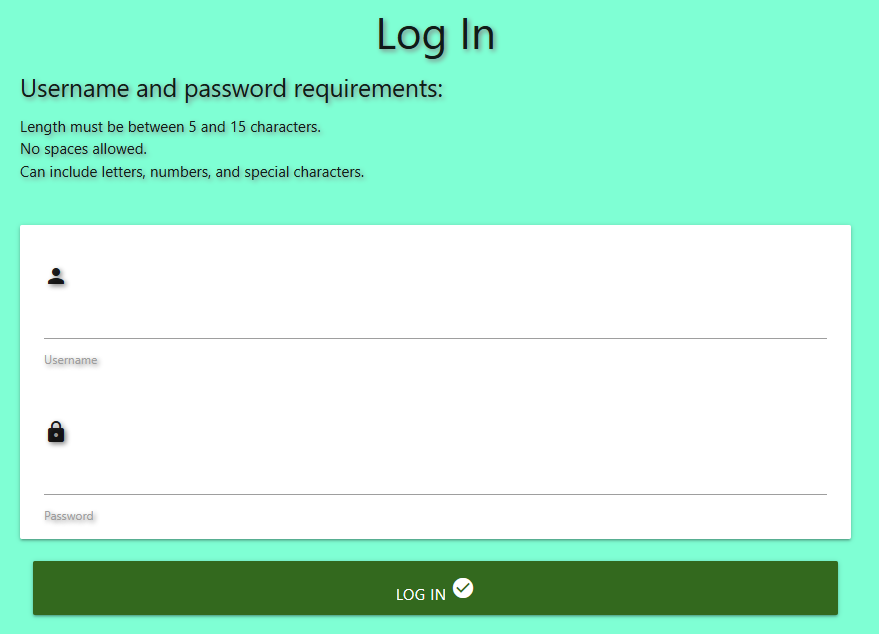 Log In
Username and password requirements:
Length must be between 5 and 15 characters.
No spaces allowed.
Can include letters, numbers, and special characters.
Username
Password
LOG IN